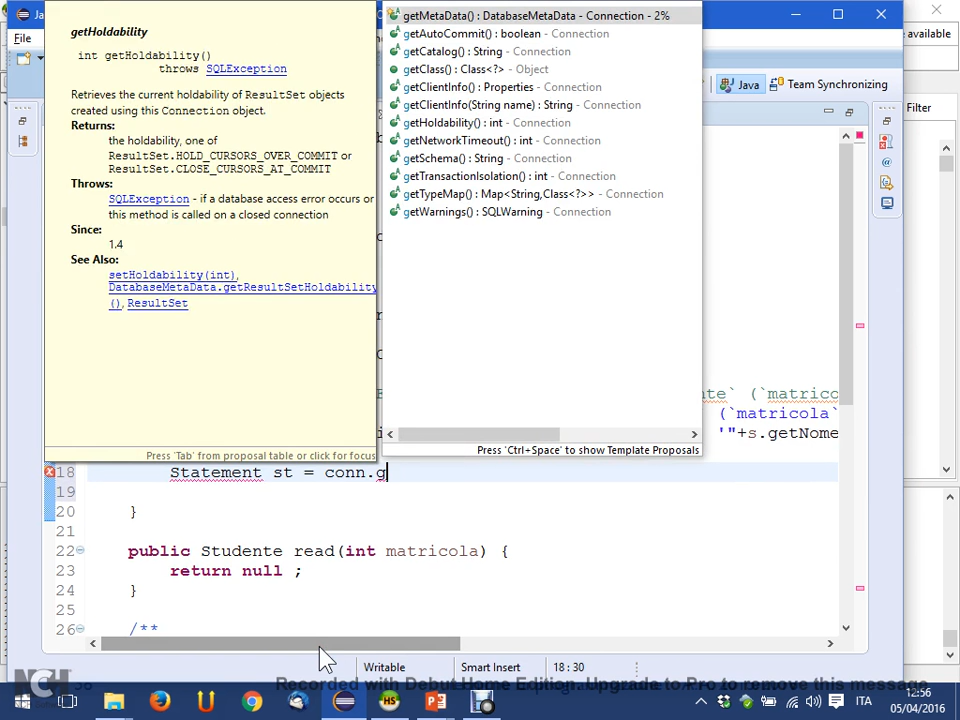 Ja
File
getHoldability
int getHoldability()
throws SQLException
Retrieves the current holdability of ResultSet objects
created using this Connection object.
Returns:
the holdability, one of
ResultSet.HOLD_CURSORS_OVER_COMMIT or
ResultSet.CLOSE_CURSORS_AT_COMMIT
Throws:
SQLException - if a database access error occurs or
this method is called on a closed connection
Since:
1.4
See Also:
setHoldability(int),
DatabaseMetaData.getResultSetHoldability
(), ResultSet
Press 'Tab' from proposal table or click for focus
getMetaData() : DatabaseMetaData - Connection - 2%
getAutoCommit() : boolean - Connection
getCatalog() : String - Connection
getClass() : Class<?> - Object
getClientInfo() : Properties - Connection
getClientInfo(String name) : String - Connection
getHoldability() : int - Connection
getNetworkTimeout() : int - Connection
getSchema() : String - Connection
getTransactionIsolation() : int - Connection
getTypeMap() : Map<String,Class<?>> - Connection
getWarnings() : SQLWarning - Connection
Press 'Ctrl+Space' to show Template Proposals
available
Java
Team Synchronizing
Filter
nte` (`matrico
(`matricola`
'"+s.getNome
18 Statement st = conn.g
19
20 }
21
22 public Studente read(int matricola) {
23 return null ;
24 }
25
26 /**
Writable
Smart Insert
18 : 30
NCH
Recorded with Debut Home Edition. Upgrade to Pro to remove this message
ITA
12:56
05/04/2016